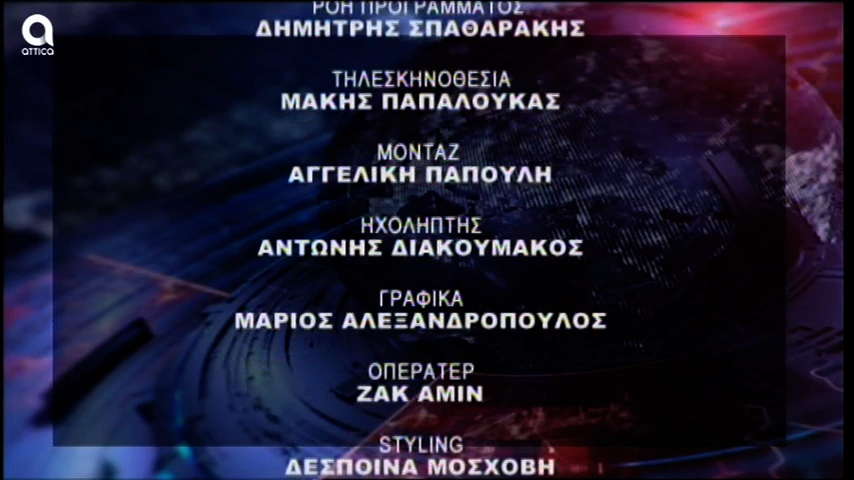 attica
ΡΟΗ ΠΡΟΓΡΑΜΜΑΤΟΣ
ΔΗΜΗΤΡΗΣ ΣΠΑΘΑΡΑΚΗΣ
ΤΗΛΕΣΚΗΝΟΘΕΣΙΑ
ΜΑΚΗΣ ΠΑΠΑΛΟΥΚΑΣ
ΜΟΝΤΑΖ
ΑΓΓΕΛΙΚΗ ΠΑΠΟΥΛΗ
ΗΧΟΛΗΠΤΗΣ
ΑΝΤΩΝΗΣ ΔΙΑΚΟΥΜΑΚΟΣ
ΓΡΑΦΙΚΑ
ΜΑΡΙΟΣ ΑΛΕΞΑΝΔΡΟΠΟΥΛΟΣ
ΟΠΕΡΑΤΕΡ
ΖΑΚ ΑΜΙΝ
STYLING
ΔΕΣΠΟΙΝΑ ΜΟΣΧΟΒΗ